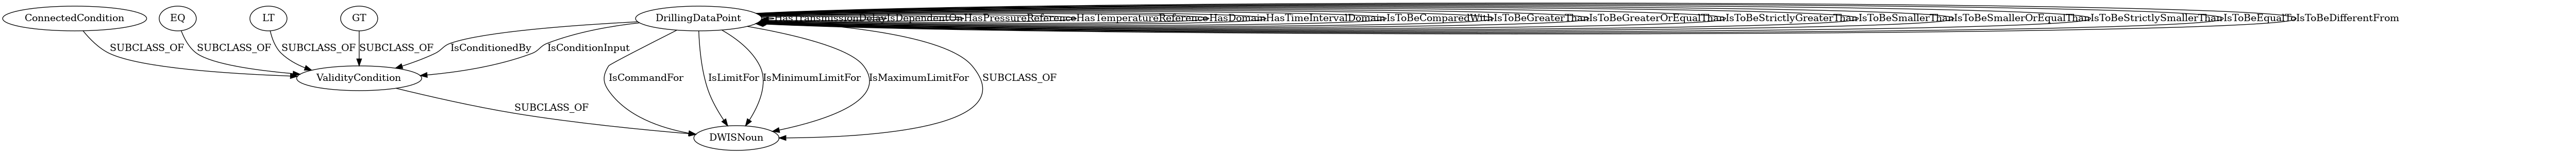 ConnectedCondition
EQ
LT
GT
DrillingDataPoint
HasTransmissionDelay
IsDependentOn
HasPressureReference
HasTemperatureReference
HasDomain
HasTimeIntervalDomain
IsToBeComparedWith
IsToBeGreaterThan
IsToBeGreaterOrEqualThan
IsToBeStrictlyGreaterThan
IsToBeSmallerThan
IsToBeSmallerOrEqualThan
IsToBeStrictlySmallerThan
IsToBeEqualTo
IsToBeDifferentFrom
SUBCLASS_OF
SUBCLASS_OF
SUBCLASS_OF
SUBCLASS_OF
IsConditionedBy
IsConditionInput
ValidityCondition
IsCommandFor
IsLimitFor
IsMinimumLimitFor
IsMaximumLimitFor
SUBCLASS_OF
SUBCLASS_OF
DWISNoun